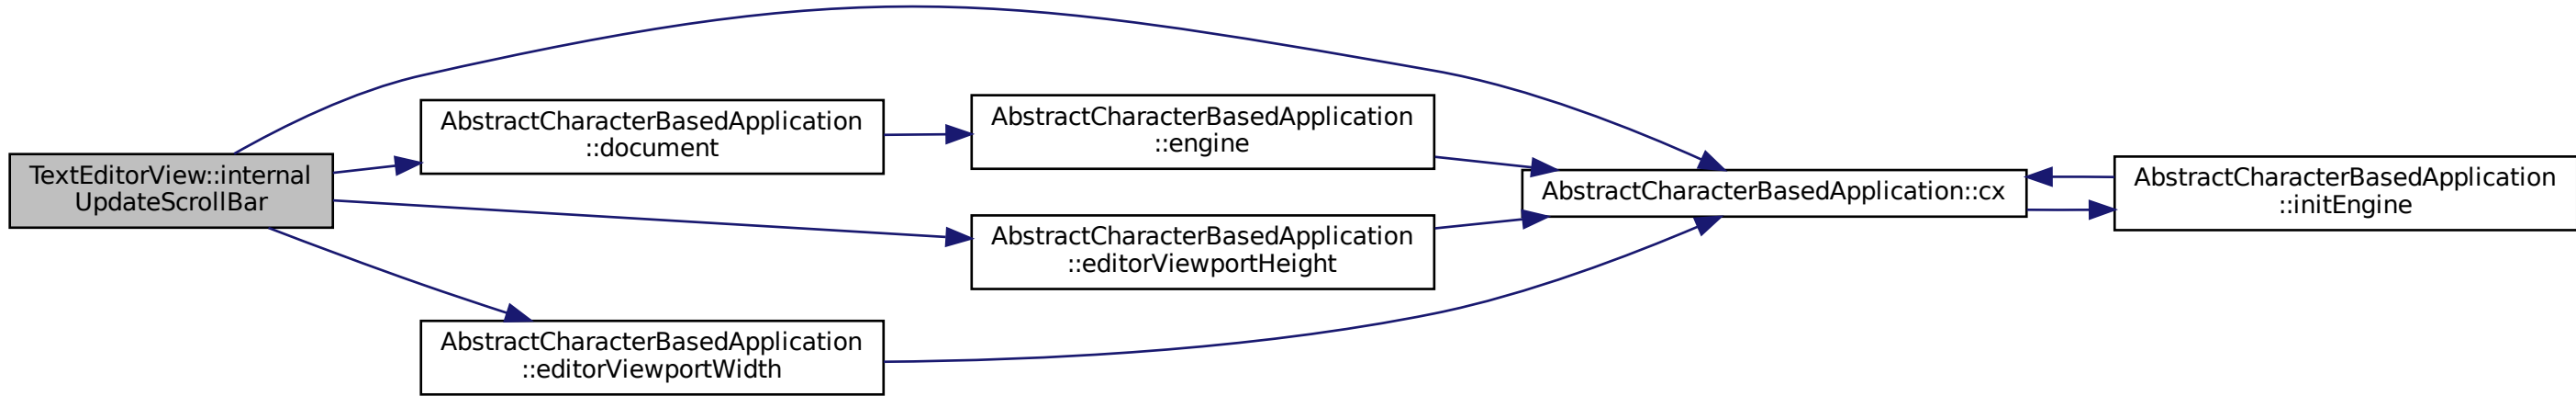 TextEditorView::internal
UpdateScrollBar
AbstractCharacterBasedApplication
::document
AbstractCharacterBasedApplication
::engine
AbstractCharacterBasedApplication
::editorViewportHeight
AbstractCharacterBasedApplication
::editorViewportWidth
AbstractCharacterBasedApplication::cx
AbstractCharacterBasedApplication
::initEngine